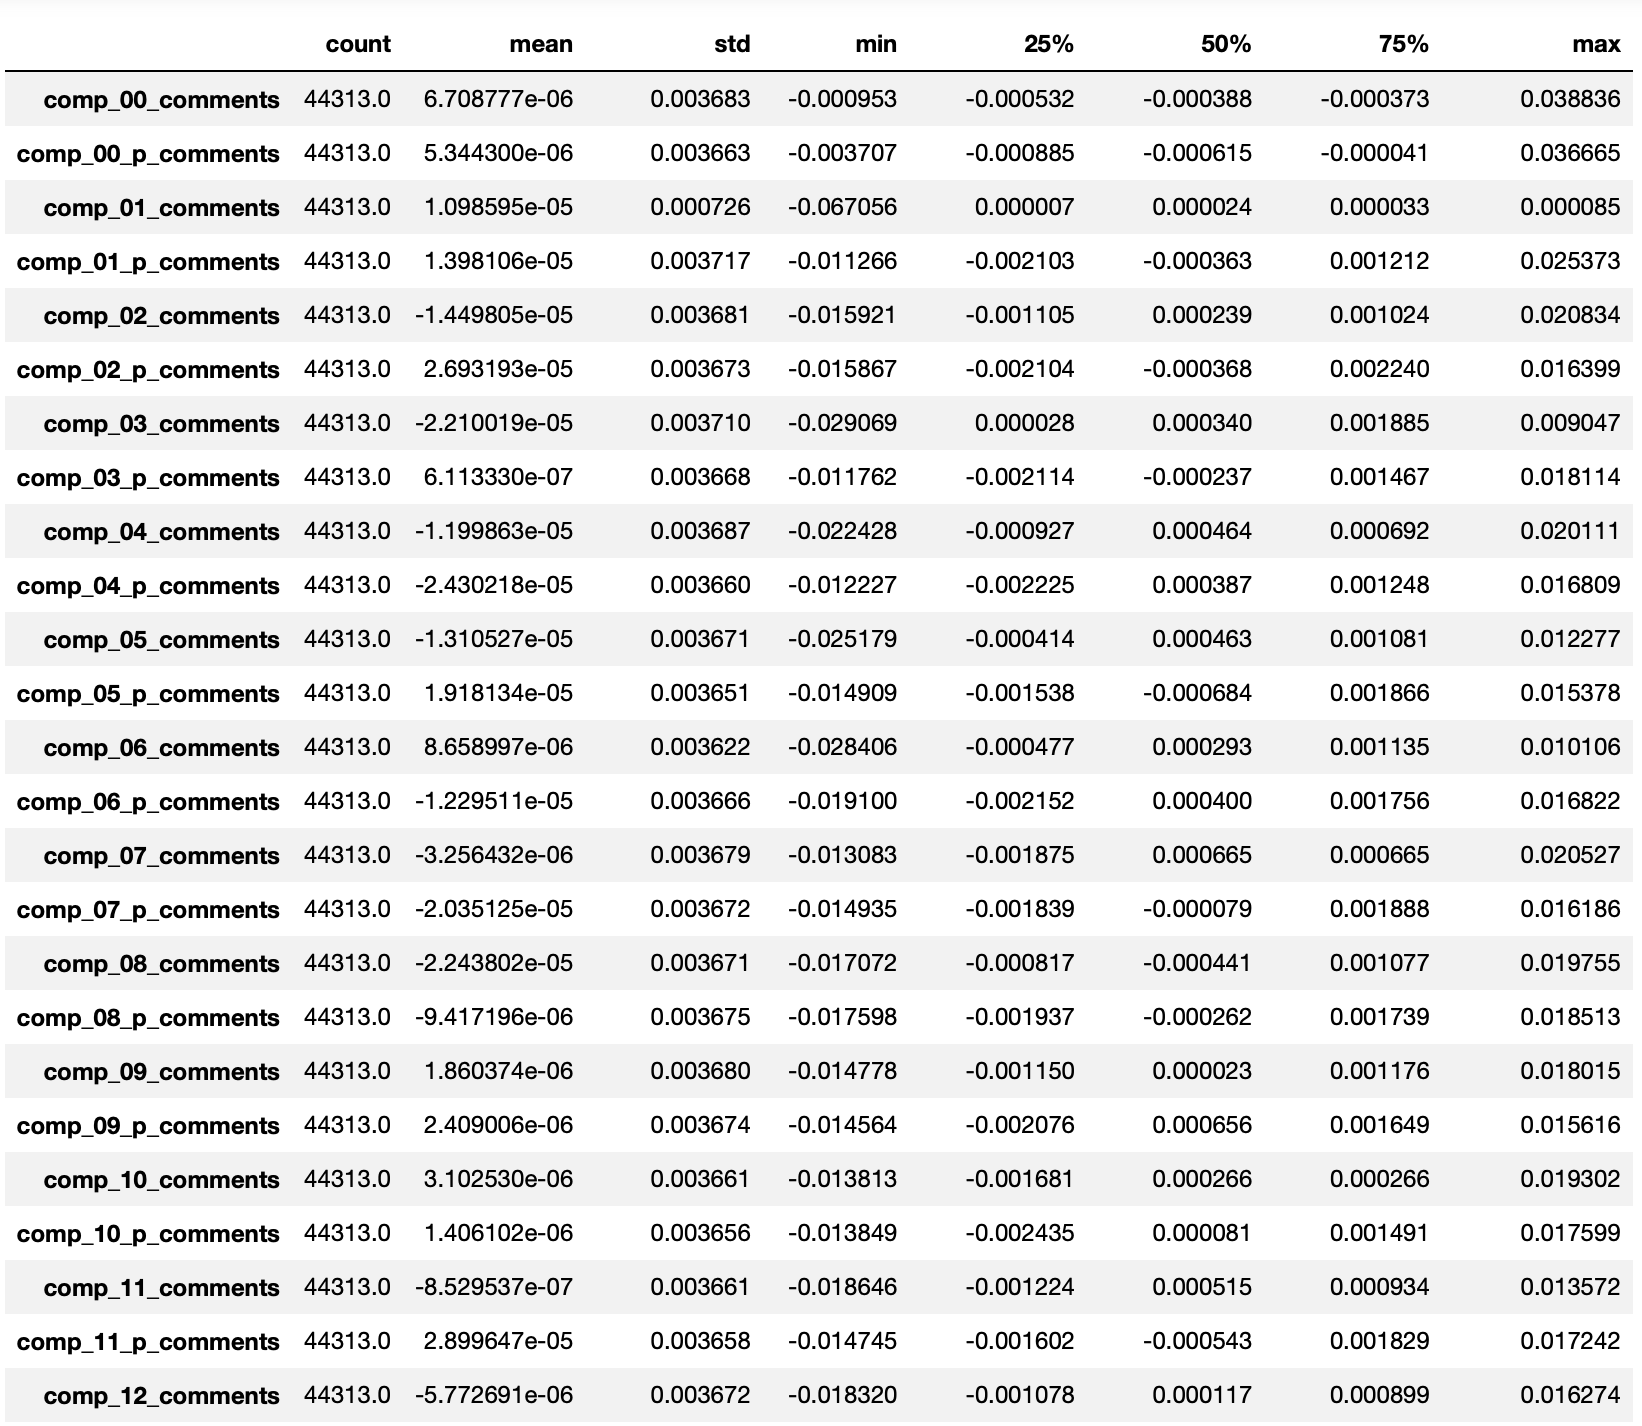 count mean std min 25% 50% 75% max
comp_00_comments 44313.0 6.708777e-06 0.003683 -0.000953 -0.000532 -0.000388 -0.000373 0.038836
comp_00_p_comments 44313.0 5.344300e-06 0.003663 -0.003707 -0.000885 -0.000615 -0.000041 0.036665
comp_01_comments 44313.0 1.098595e-05 0.000726 -0.067056 0.000007 0.000024 0.000033 0.000085
comp_01_p_comments 44313.0 1.398106e-05 0.003717 -0.011266 -0.002103 -0.000363 0.001212 0.025373
comp_02_comments 44313.0 -1.449805e-05 0.003681 -0.015921 -0.001105 0.000239 0.001024 0.020834
comp_02_p_comments 44313.0 2.693193e-05 0.003673 -0.015867 -0.002104 -0.000368 0.002240 0.016399
comp_03_comments 44313.0 -2.210019e-05 0.003710 -0.029069 0.000028 0.000340 0.001885 0.009047
comp_03_p_comments 44313.0 6.113330e-07 0.003668 -0.011762 -0.002114 -0.000237 0.001467 0.018114
comp_04_comments 44313.0 -1.199863e-05 0.003687 -0.022428 -0.000927 0.000464 0.000692 0.020111
comp_04_p_comments 44313.0 -2.430218e-05 0.003660 -0.012227 -0.002225 0.000387 0.001248 0.016809
comp_05_comments 44313.0 -1.310527e-05 0.003671 -0.025179 -0.000414 0.000463 0.001081 0.012277
comp_05_p_comments 44313.0 1.918134e-05 0.003651 -0.014909 -0.001538 -0.000684 0.001866 0.015378
comp_06_comments 44313.0 8.658997e-06 0.003622 -0.028406 -0.000477 0.000293 0.001135 0.010106
comp_06_p_comments 44313.0 -1.229511e-05 0.003666 -0.019100 -0.002152 0.000400 0.001756 0.016822
comp_07_comments 44313.0 -3.256432e-06 0.003679 -0.013083 -0.001875 0.000665 0.000665 0.020527
comp_07_p_comments 44313.0 -2.035125e-05 0.003672 -0.014935 -0.001839 -0.000079 0.001888 0.016186
comp_08_comments 44313.0 -2.243802e-05 0.003671 -0.017072 -0.000817 -0.000441 0.001077 0.019755
comp_08_p_comments 44313.0 -9.417196e-06 0.003675 -0.017598 -0.001937 -0.000262 0.001739 0.018513
comp_09_comments 44313.0 1.860374e-06 0.003680 -0.014778 -0.001150 0.000023 0.001176 0.018015
comp_09_p_comments 44313.0 2.409006e-06 0.003674 -0.014564 -0.002076 0.000656 0.001649 0.015616
comp_10_comments 44313.0 3.102530e-06 0.003661 -0.013813 -0.001681 0.000266 0.000266 0.019302
comp_10_p_comments 44313.0 1.406102e-06 0.003656 -0.013849 -0.002435 0.000081 0.001491 0.017599
comp_11_comments 44313.0 -8.529537e-07 0.003661 -0.018646 -0.001224 0.000515 0.000934 0.013572
comp_11_p_comments 44313.0 2.899647e-05 0.003658 -0.014745 -0.001602 -0.000543 0.001829 0.017242
comp_12_comments 44313.0 -5.772691e-06 0.003672 -0.018320 -0.001078 0.000117 0.000899 0.016274